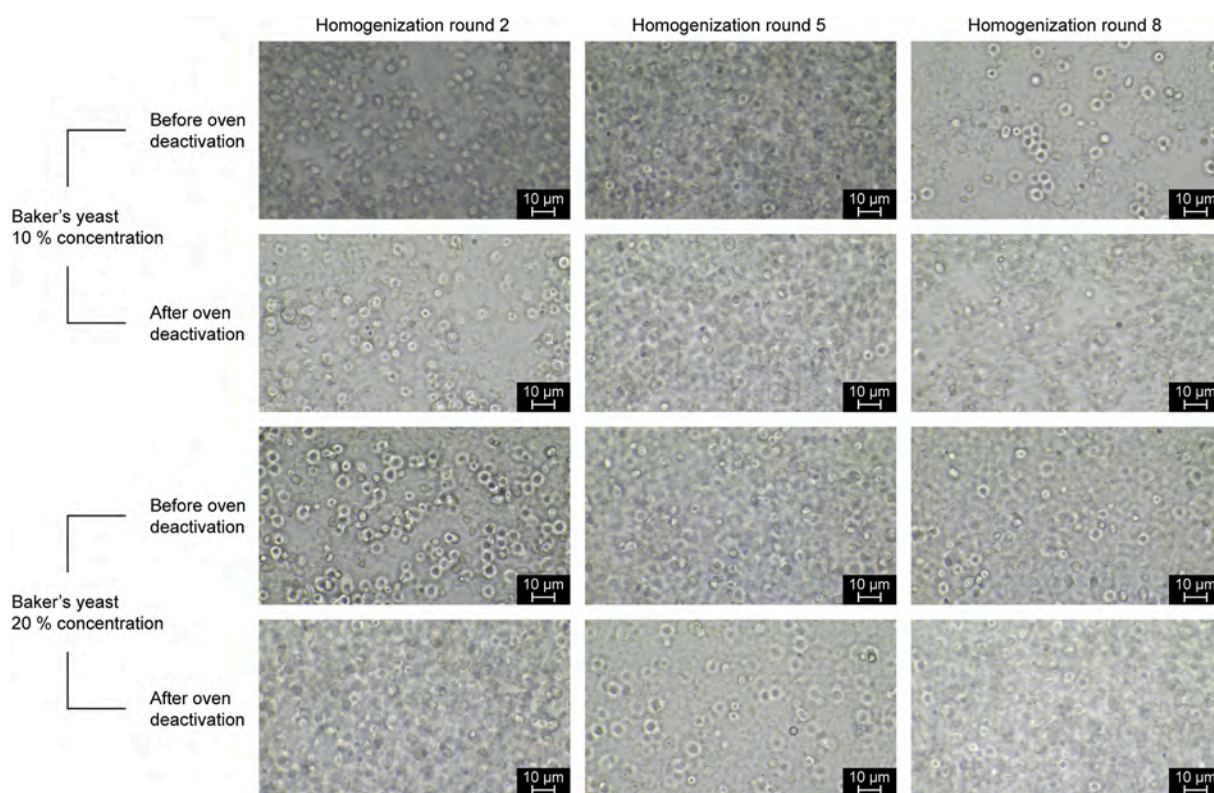 Homogenization round 2
Homogenization round 5
Homogenization round 8
Before oven
deactivation
10 µm
10 µm
10 µm
Baker's yeast
10 % concentration
After oven
deactivation
10 µm
10 µm
10 µm
Before oven
deactivation
10 µm
10 µm
10 µm
Baker's yeast
20 % concentration
After oven
deactivation
10 µm
10 µm
10 µm